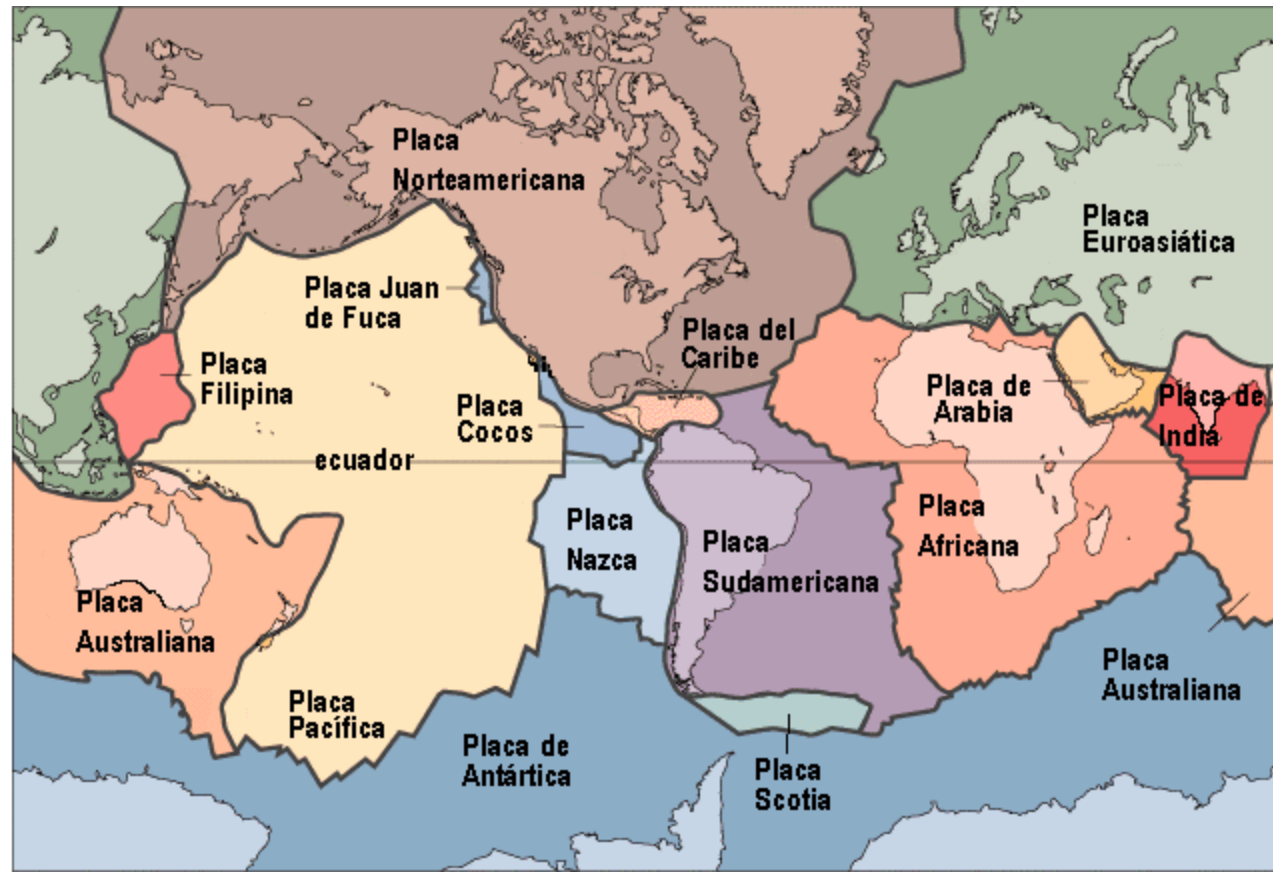 Placa
Norteamericana
Placa
Euroasiática
Placa Juan
de Fuca
Placa del
Caribe
Placa
Filipina
Placa de
Arabia
Placa de
India
Placa
Cocos
ecuador
Placa
Nazca
Placa
Sudamericana
Placa
Africana
Placa
Australiana
Placa
Australiana
Placa
Pacífica
Placa de
Antártica
Placa
Scotia